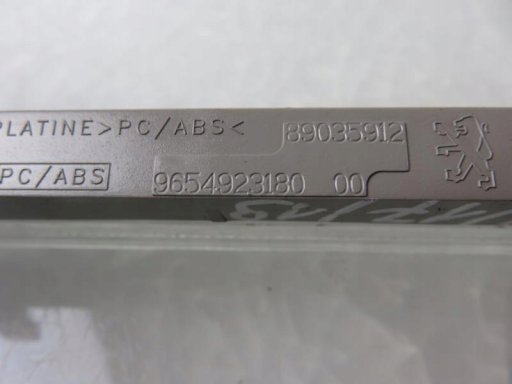 PLATINE>PC/ABS< 89035912
PC/ABS 9654923180 00